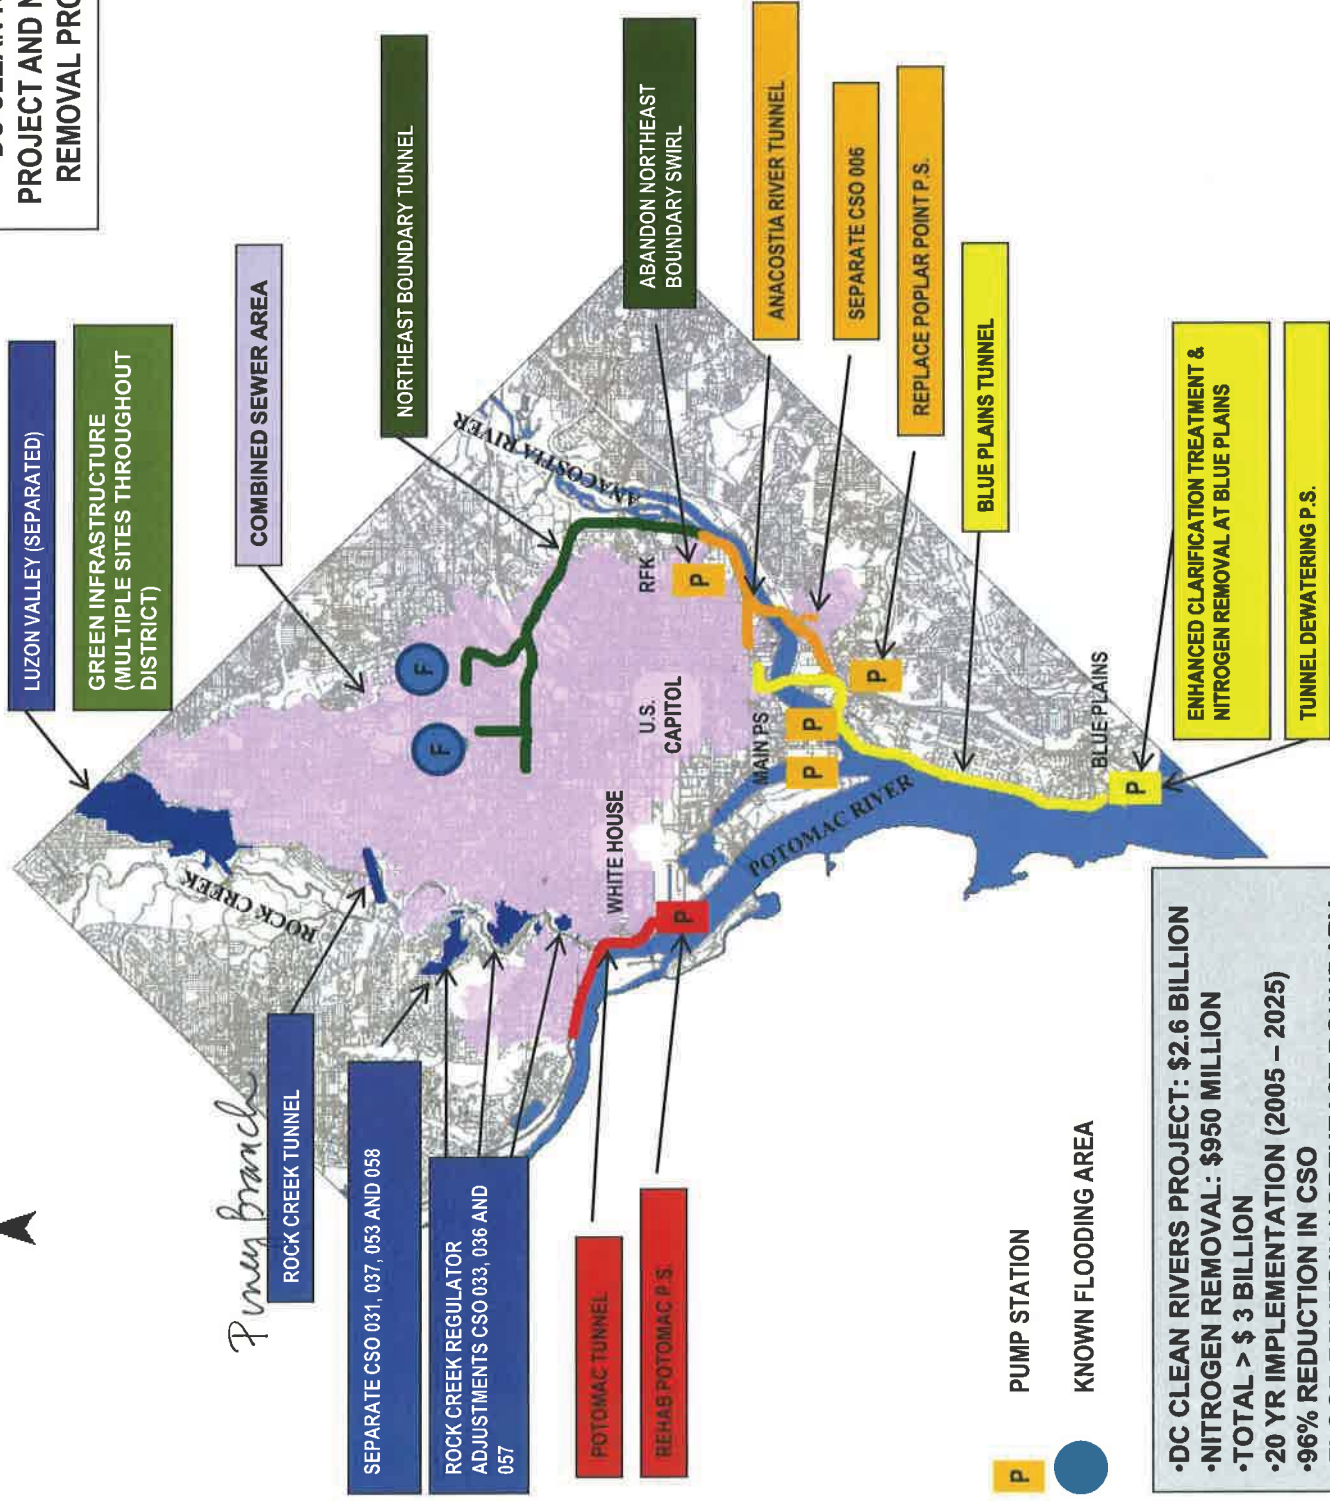 PROJECT AND
REMOVAL
LUZON VALLEY (SEPARATED)
GREEN INFRASTRUCTURE
(MULTIPLE SITES THROUGHOUT
DISTRICT)
COMBINED SEWER AREA
NORTHEAST BOUNDARY TUNNEL
ABANDON NORTHEAST
BOUNDARY SWIRL
ANACOSTIA RIVER TUNNEL
SEPARATE CSO 006
REPLACE POPLAR POINT P.S.
BLUE PLAINS TUNNEL
ENHANCED CLARIFICATION TREATMENT &
NITROGEN REMOVAL AT BLUE PLAINS
TUNNEL DEWATERING P.S.
Piney Branch
ROCK CREEK TUNNEL
SEPARATE CSO 031, 037, 053 AND 058
ROCK CREEK REGULATOR
ADJUSTMENTS CSO 033, 036 AND
057
POTOMAC TUNNEL
REHAB POTOMAC P.S.
ROCK CREEK
ANACOSTIA RIVER
POTOMAC RIVER
F
F
RFK
U.S.
CAPITOL
WHITE HOUSE
MAIN PS
BLUE PLAINS
P
P
P
P
P
P
P
PUMP STATION
KNOWN FLOODING AREA
•DC CLEAN RIVERS PROJECT: $2.6 BILLION
•NITROGEN REMOVAL: $950 MILLION
•TOTAL > $ 3 BILLION
•20 YR IMPLEMENTATION (2005 – 2025)
•96% REDUCTION IN CSO